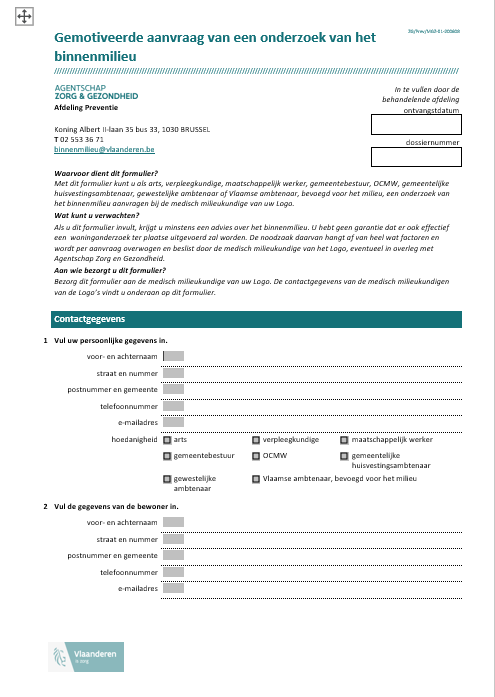 Gemotiveerde aanvraag van een onderzoek van het
binnenmilieu
AGENTSCHAP
ZORG & GEZONDHEID
Afdeling Preventie
In te vullen door de
behandelende afdeling
ontvangstdatum
Koning Albert II-laan 35 bus 33, 1030 BRUSSEL
T 02 553 36 71
binnenmilieu@vlaanderen.be
dossiernummer
Waarvoor dient dit formulier?
Met dit formulier kunt u als arts, verpleegkundige, maatschappelijk werker, gemeentebestuur, OCMW, gemeentelijke
huisvestingsambtenaar, gewestelijke ambtenaar of Vlaamse ambtenaar, bevoegd voor het milieu, een onderzoek van
het binnenmilieu aanvragen bij de medisch milieukundige van uw Logo.
Wat kunt u verwachten?
Als u dit formulier invult, krijgt u minstens een advies over het binnenmilieu. U hebt geen garantie dat er ook effectief
een woningonderzoek ter plaatse uitgevoerd zal worden. De noodzaak daarvan hangt af van heel wat factoren en
wordt per aanvraag overwogen en beslist door de medisch milieukundige van het Logo, eventueel in overleg met
Agentschap Zorg en Gezondheid.
Aan wie bezorgt u dit formulier?
Bezorg dit formulier aan de medisch milieukundige van uw Logo. De contactgegevens van de medisch milieukundigen
van de Logo's vindt u onderaan op dit formulier.
Contactgegevens
1 Vul uw persoonlijke gegevens in.
voor- en achternaam
straat en nummer
postnummer en gemeente
telefoonnummer
e-mailadres
hoedanigheid arts verpleegkundige maatschappelijk werker
gemeentebestuur OCMW gemeentelijke
huisvestingsambtenaar
gewestelijke Vlaamse ambtenaar, bevoegd voor het milieu
ambtenaar
2 Vul de gegevens van de bewoner in.
voor- en achternaam
straat en nummer
postnummer en gemeente
telefoonnummer
e-mailadres
Vlaanderen
is zorg